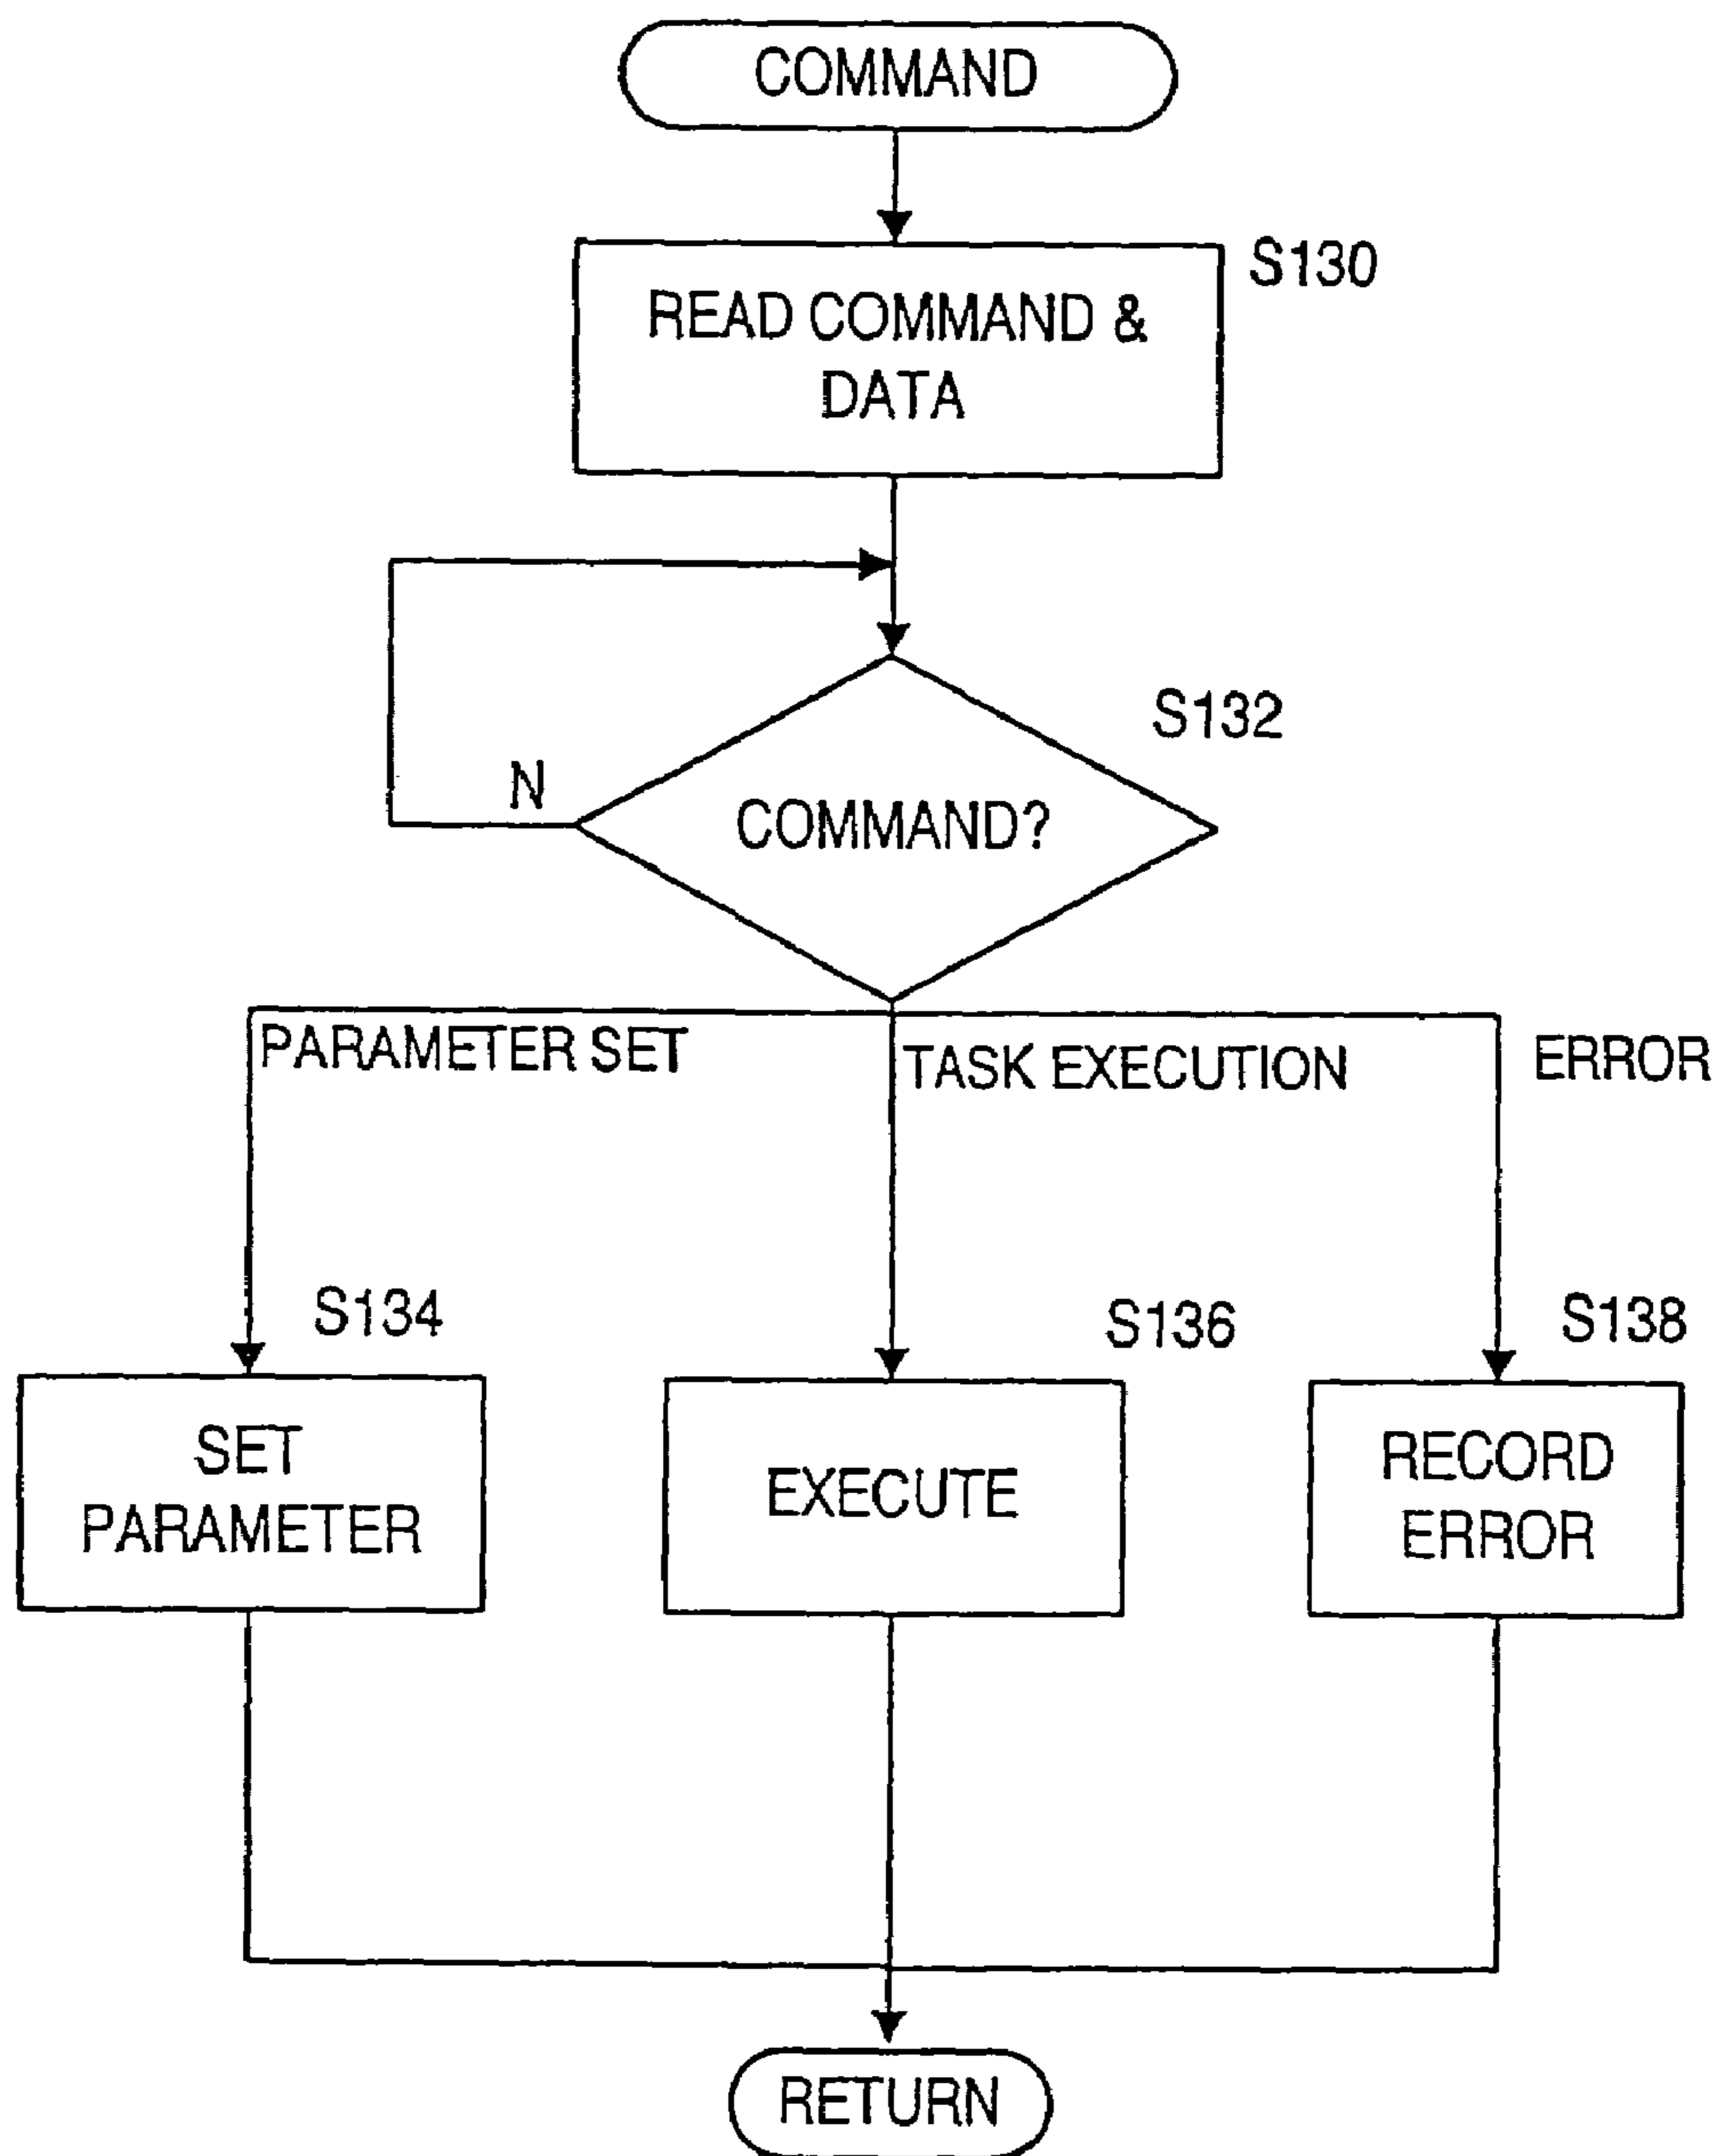 COMMAND
S130
READ COMMAND &
DATA
S132
N
COMMAND?
PARAMETER SET
TASK EXECUTION
ERROR
S134
S136
S138
SET
PARAMETER
EXECUTE
RECORD
ERROR
RETURN